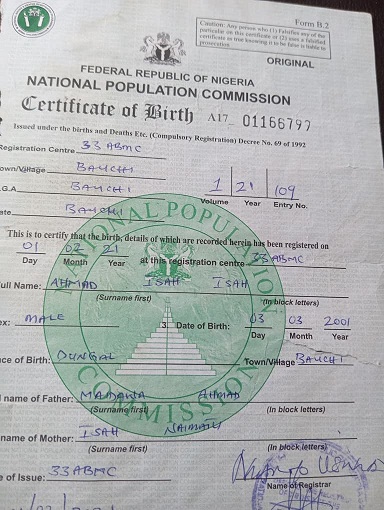 Form B.2
Caution: Any person who (1) Falsifies any of the
particular on this certificate or (2) uses a falsified
certificate as true knowing it to be false is liable to
prosecution.
ORIGINAL
FEDERAL REPUBLIC OF NIGERIA
NATIONAL POPULATION COMMISSION
Certificate of Birth A17_ 01166797
Issued under the births and Deaths Etc. (Compulsory Registration) Decree No. 69 of 1992
Registration Centre 33 ABMC
own/Village BAUCHI
.G.A BAUCHI 1 21 109
Volume Year Entry No.
ate BAUCHI
This is to certify that the birth, details of which are recorded herein has been registered on
01 02 21 at this registration centre 33 ABMC
Day Month Year
ull Name: AHMAD ISAH ISAH
(Surname first) (In block letters)
ex: MALE 3. Date of Birth: 03 03 2001
Day Month Year
ce of Birth: DUNGAL Town/Village BAUCHI
l name of Father: MADAWA AHMAD
(Surname first) (In block letters)
name of Mother: ISAH
(Surname first) (In block letters)
e of Issue: 33ABMC
Name of Registrar
NATIONAL POPULATION COMMISSION